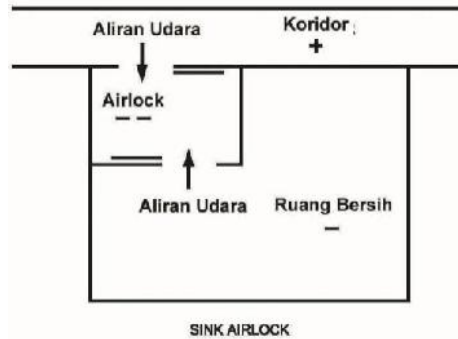 Aliran Udara
Koridor :
+
Airlock
— —
Aliran Udara
Ruang Bersih
—
SINK AIRLOCK